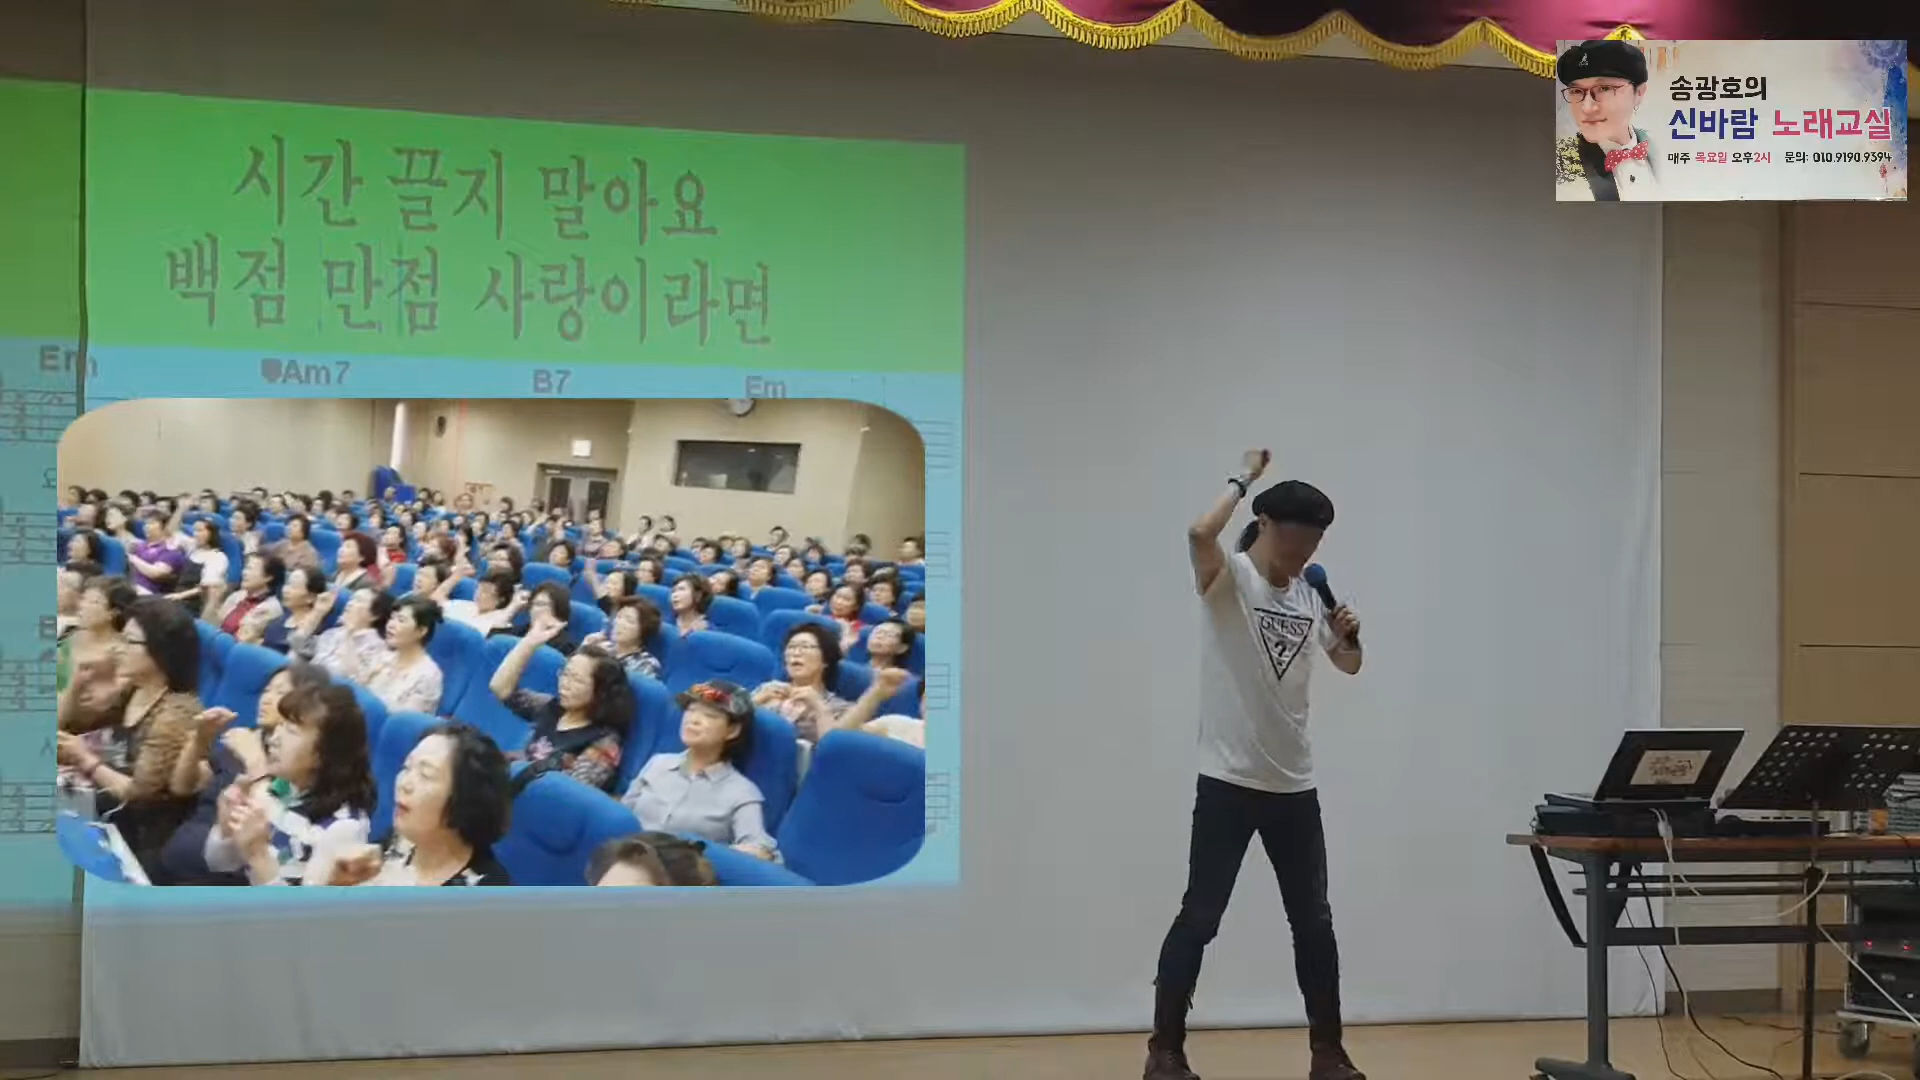 시간 끌지 말아요
백점 만점 사랑이라면
Em
Am7
B7
Em
송광호의
신바람 노래교실
매주 목요일 오후2시 문의: 010.9190.9394
GUESS
?